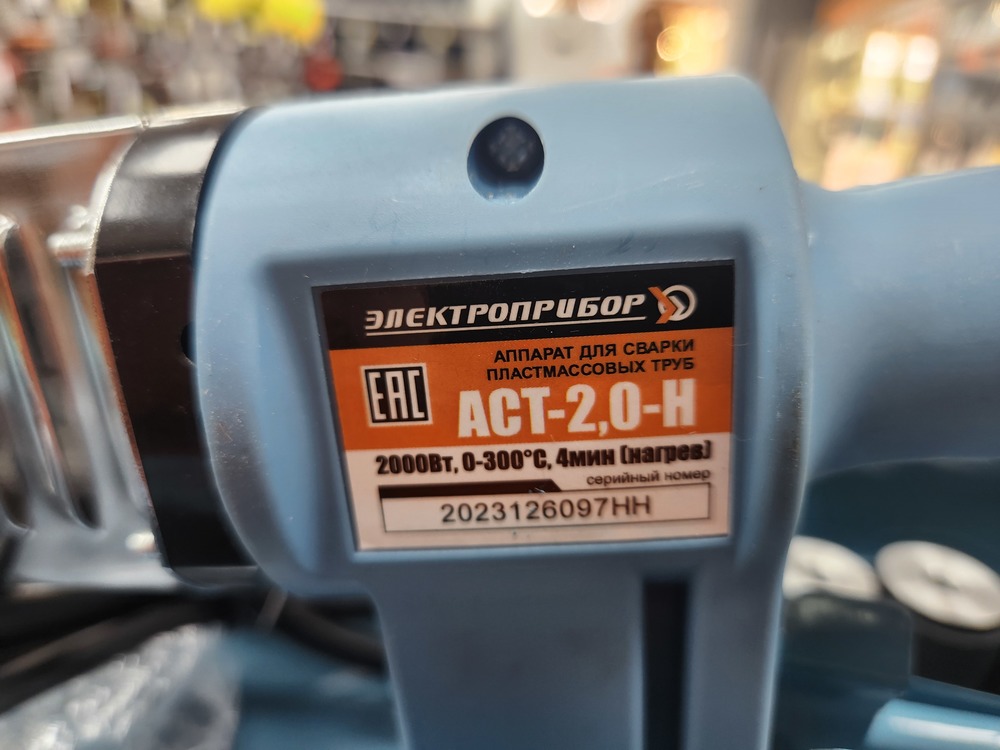 ЭЛЕКТРОПРИБОР
АППАРАТ ДЛЯ СВАРКИ
ПЛАСТМАССОВЫХ ТРУБ
EAC
АСТ-2,0-Н
2000Вт, 0-300°С, 4мин (нагрев)
серийный номер
2023126097НН